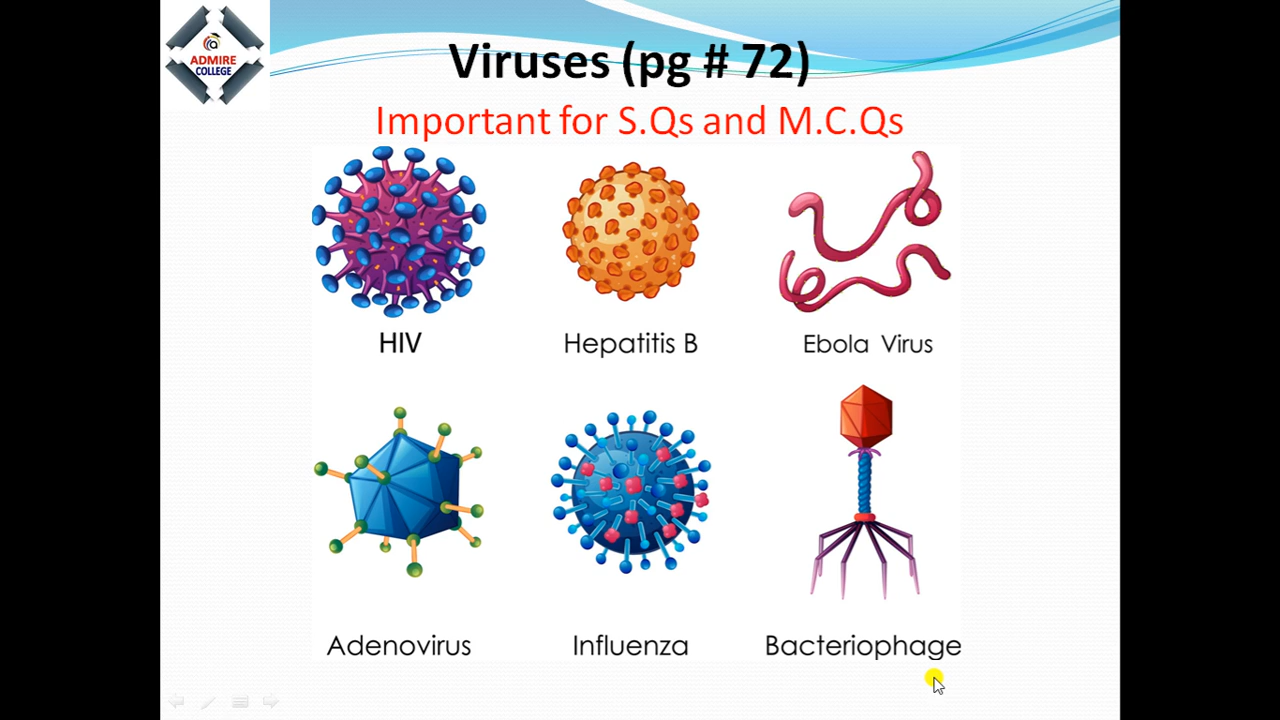 ADMIRE
COLLEGE
Viruses (pg # 72)
Important for S.Qs and M.C.Qs
HIV
Hepatitis B
Ebola Virus
Adenovirus
Influenza
Bacteriophage